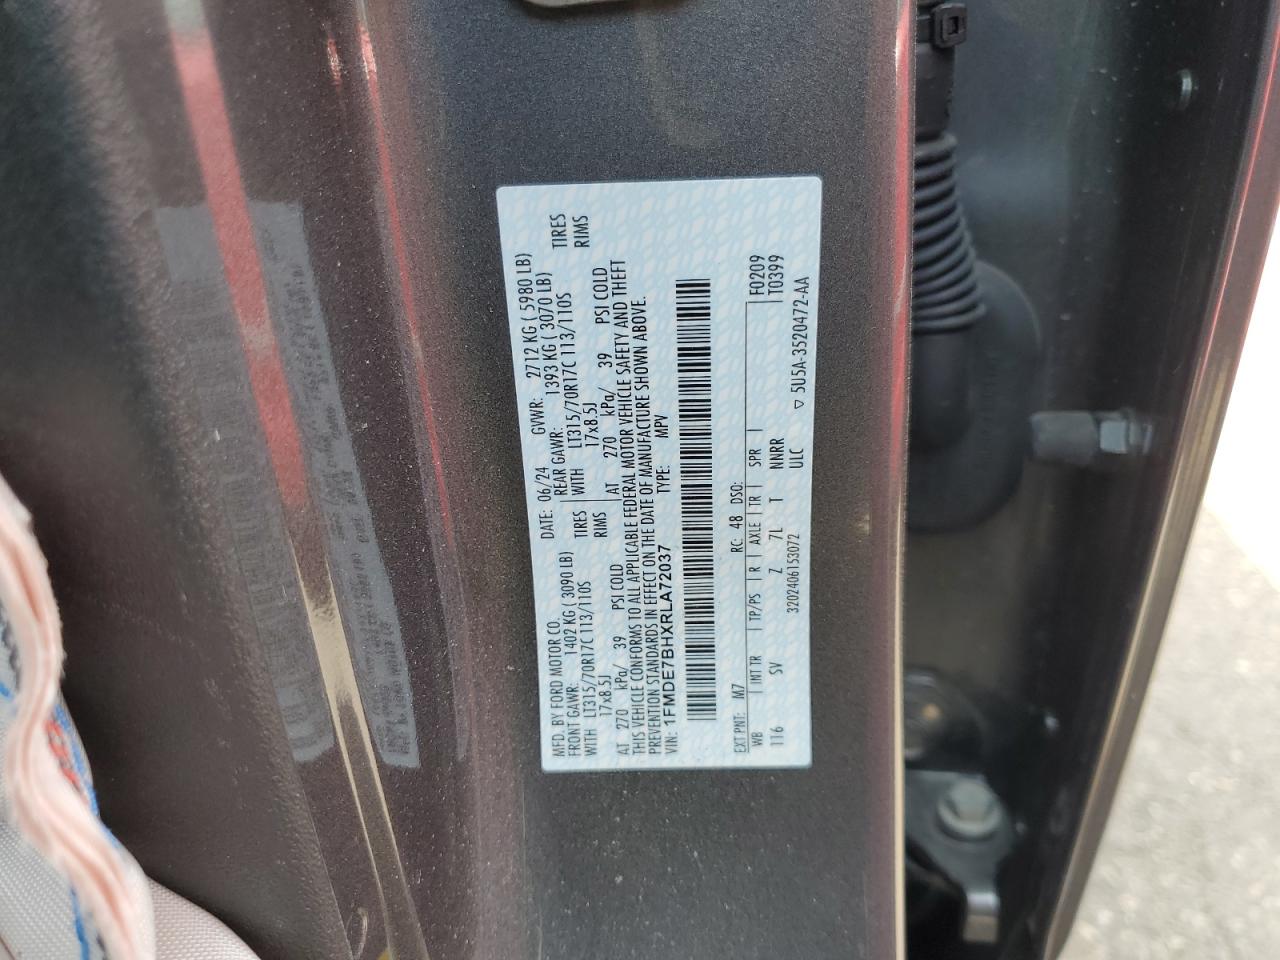 MFD. BY FORD MOTOR CO.
DATE: 06/24 GVWR: 2712 KG ( 5980 LB)
FRONT GAWR: 1402 KG ( 3090 LB) REAR GAWR: 1393 KG ( 3070 LB)
WITH LT315/70R17C 113/110S TIRES WITH LT315/70R17C 113/110S TIRES
17x8.5J RIMS 17x8.5J RIMS
AT 270 kPa/ 39 PSI COLD AT 270 kPa/ 39 PSI COLD
THIS VEHICLE CONFORMS TO ALL APPLICABLE FEDERAL MOTOR VEHICLE SAFETY AND THEFT
PREVENTION STANDARDS IN EFFECT ON THE DATE OF MANUFACTURE SHOWN ABOVE.
VIN: 1FMDE7BHXRLA72037 TYPE: MPV
EXT PNT: M7 RC: 48 DSO:
WB INT TR TP/PS R AXLE TR SPR F0209
116 SV Z 7L T NNRR T0399
3202406153072 ULC ▽ 5U5A-3520472-AA